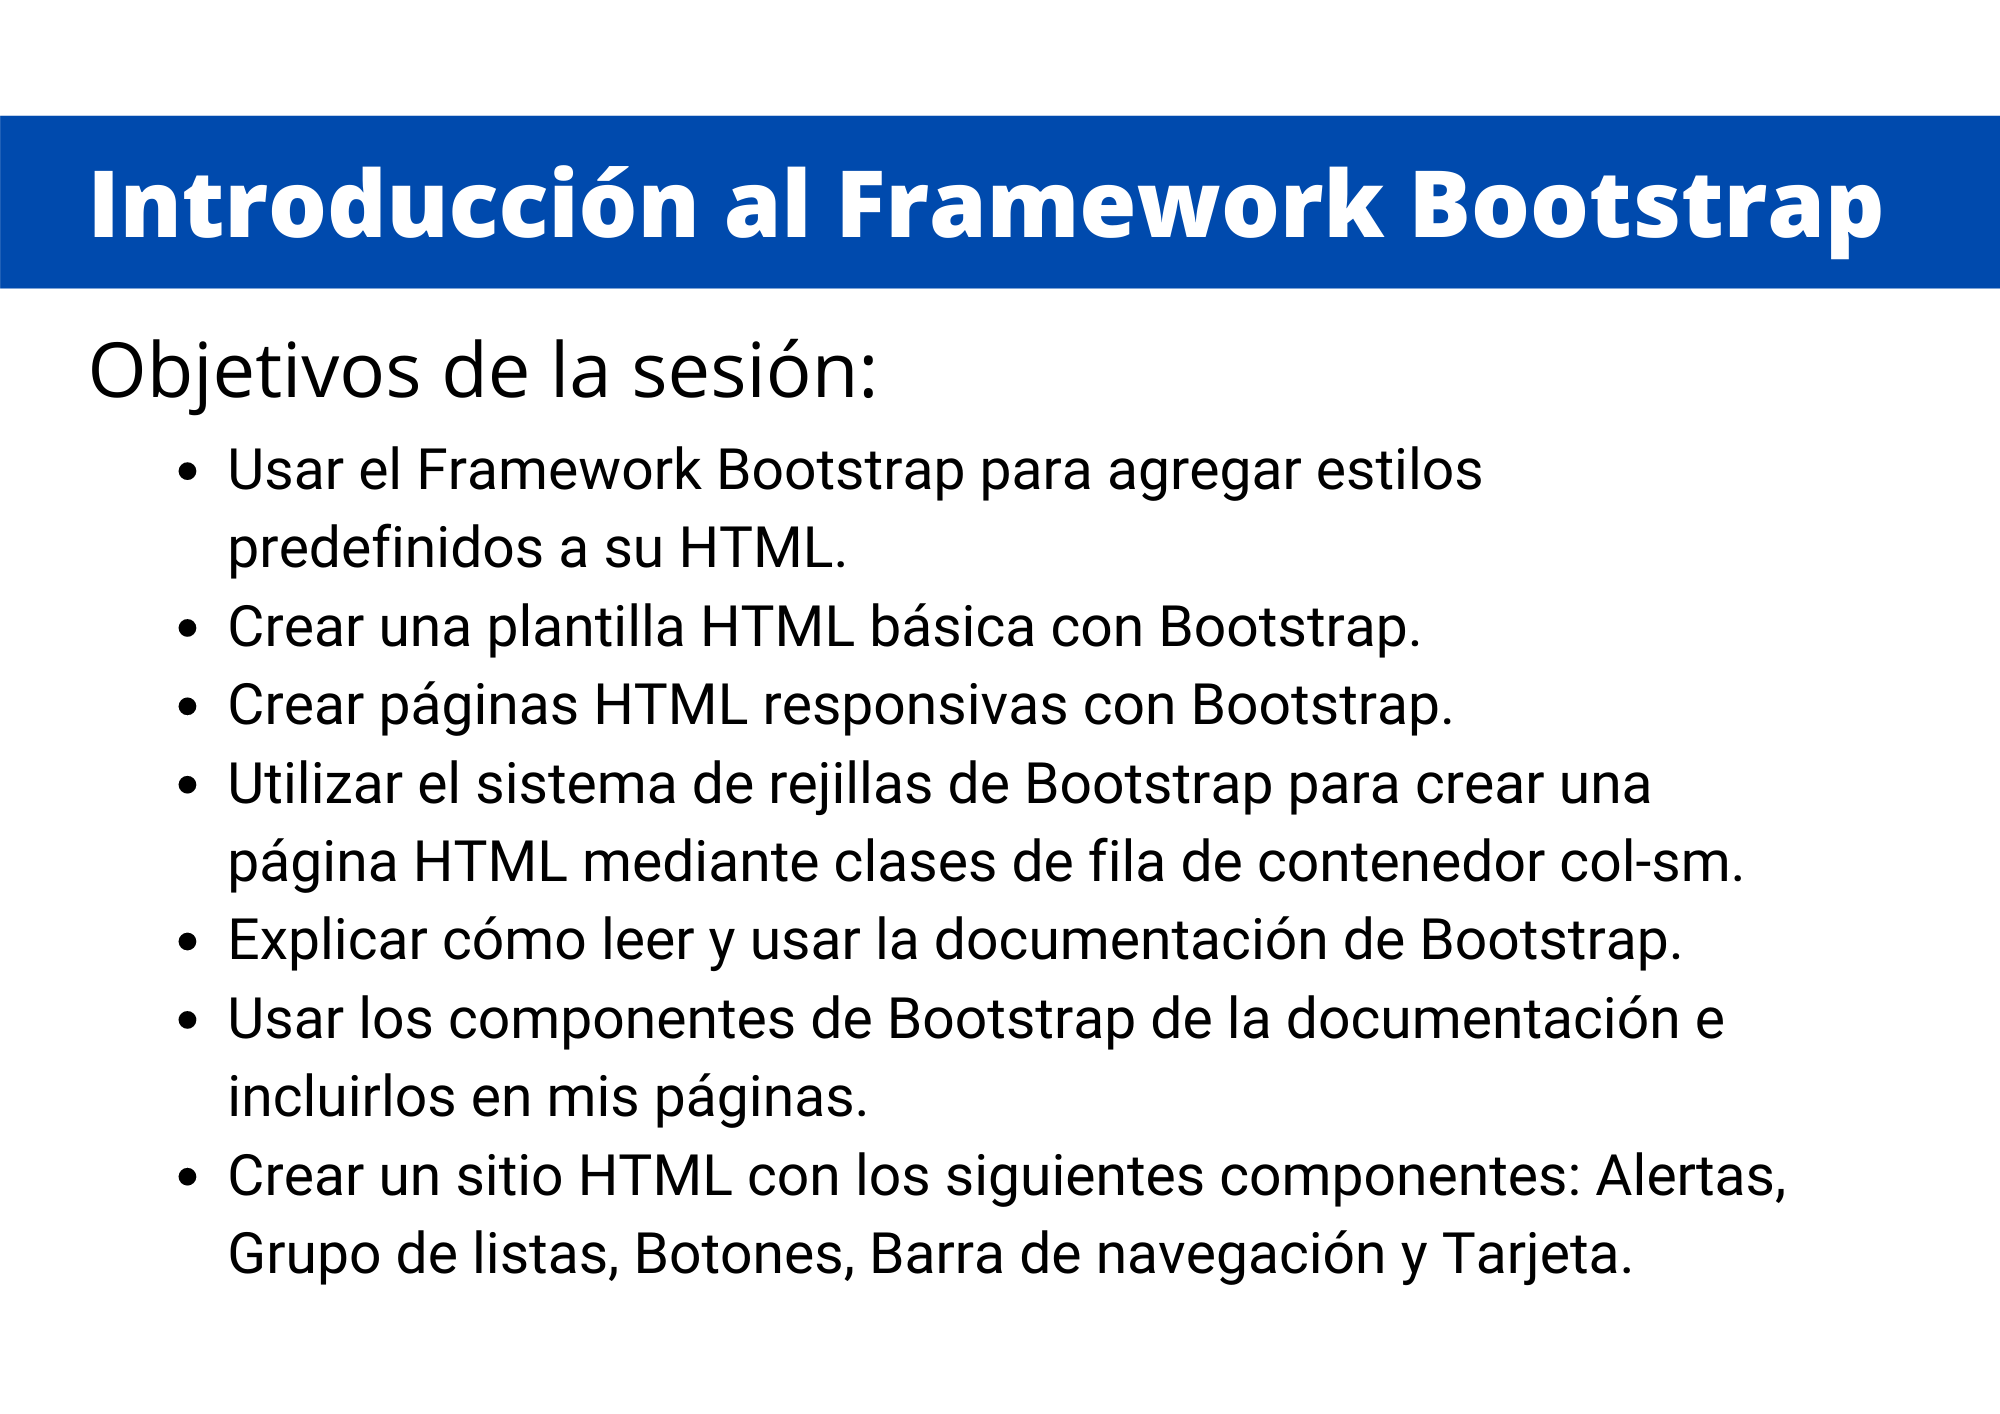 Introducción al Framework Bootstrap
Objetivos de la sesión:
• Usar el Framework Bootstrap para agregar estilos
predefinidos a su HTML.
• Crear una plantilla HTML básica con Bootstrap.
• Crear páginas HTML responsivas con Bootstrap.
• Utilizar el sistema de rejillas de Bootstrap para crear una
página HTML mediante clases de fila de contenedor col-sm.
• Explicar cómo leer y usar la documentación de Bootstrap.
• Usar los componentes de Bootstrap de la documentación e
incluirlos en mis páginas.
• Crear un sitio HTML con los siguientes componentes: Alertas,
Grupo de listas, Botones, Barra de navegación y Tarjeta.